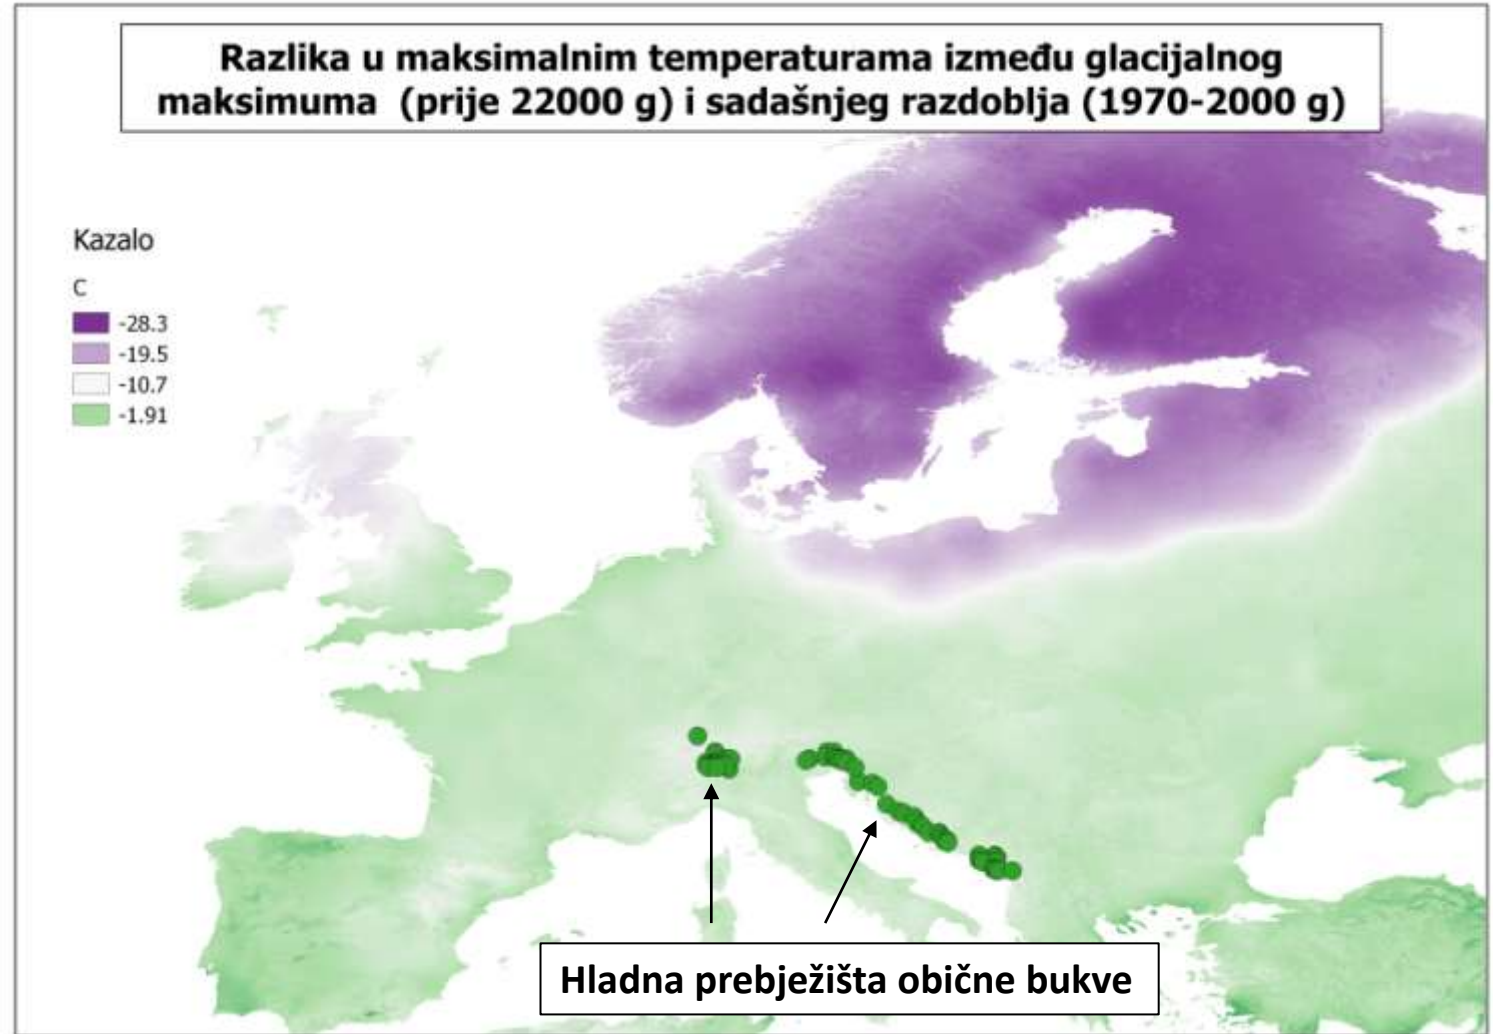 Razlika u maksimalnim temperaturama između glacijalnog
maksimuma (prije 22000 g) i sadašnjeg razdoblja (1970-2000 g)
Kazalo
C
-28.3
-19.5
-10.7
-1.91
Hladna prebježišta obične bukve